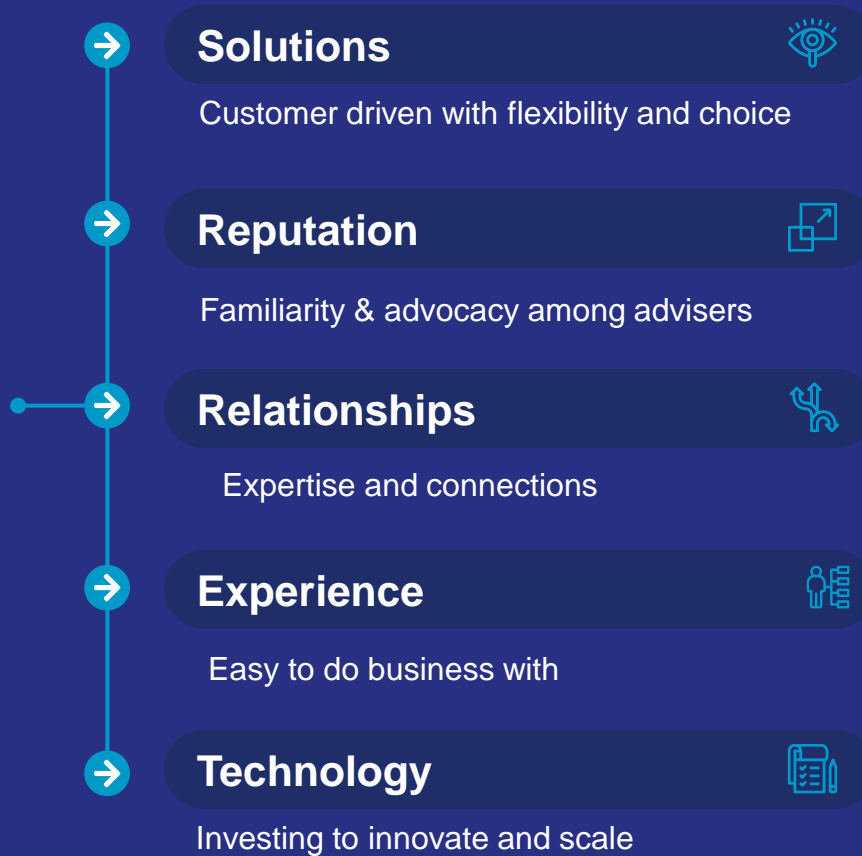 Solutions
Customer driven with flexibility and choice
Reputation
Familiarity & advocacy among advisers
Relationships
Expertise and connections
Experience
Easy to do business with
Technology
Investing to innovate and scale